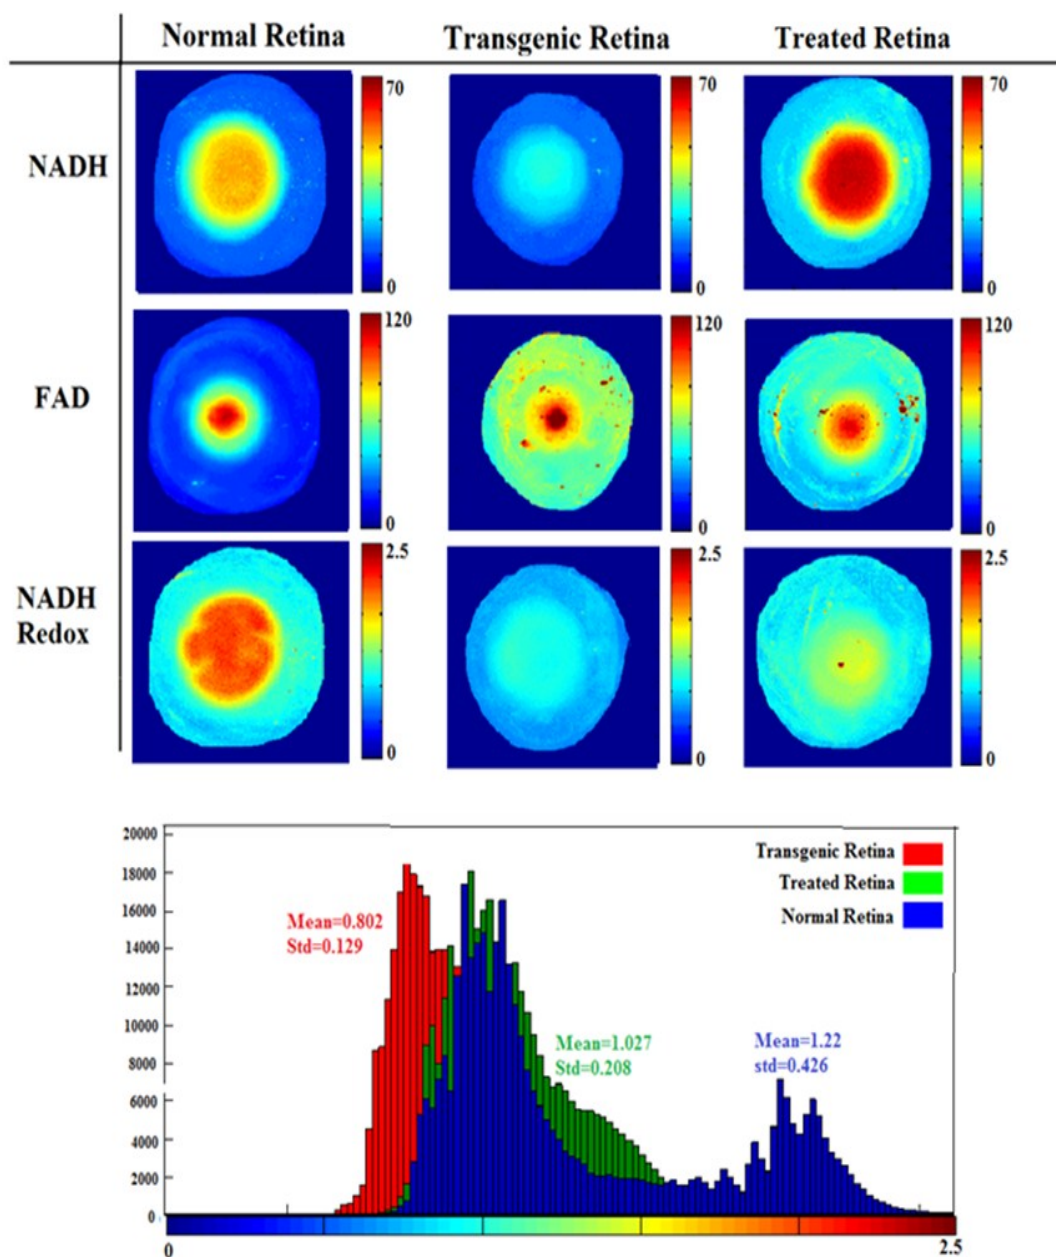 Normal Retina
Transgenic Retina
Treated Retina
NADH
70
0
70
0
70
0
FAD
120
0
120
0
120
0
NADH
Redox
2.5
0
2.5
0
2.5
0
20000
18000
16000
14000
12000
10000
8000
6000
4000
2000
0
Transgenic Retina
Treated Retina
Normal Retina
Mean=0.802
Std=0.129
Mean=1.027
Std=0.208
Mean=1.22
std=0.426
0
2.5